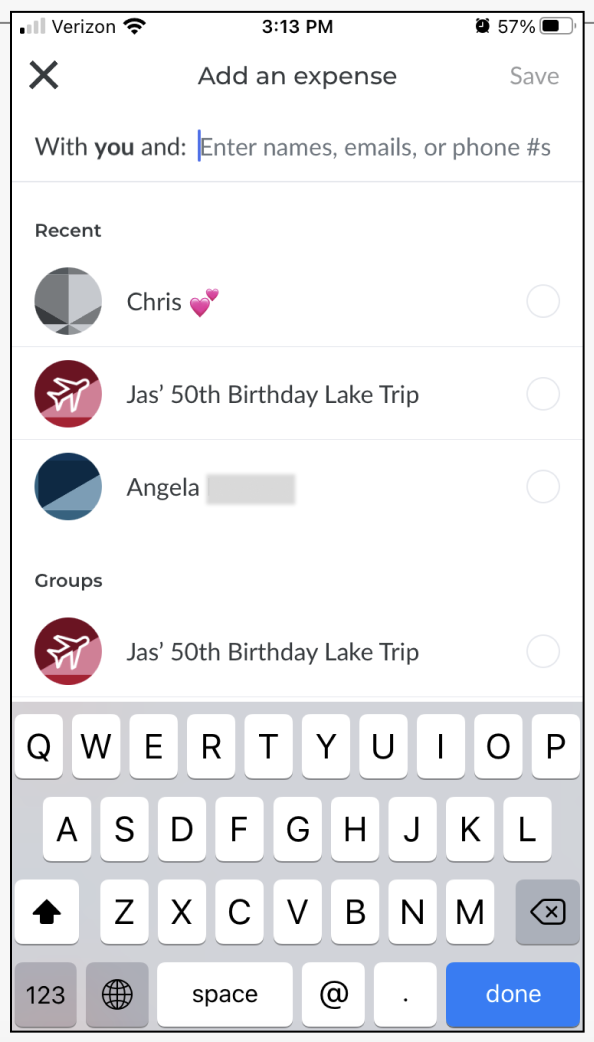 Verizon 3:13 PM 57%
Add an expense Save
With you and: Enter names, emails, or phone #s
Recent
Chris 💕
Jas’ 50th Birthday Lake Trip
Angela
Groups
Jas’ 50th Birthday Lake Trip
Q W E R T Y U I O P
A S D F G H J K L
Z X C V B N M
123 space @ . done